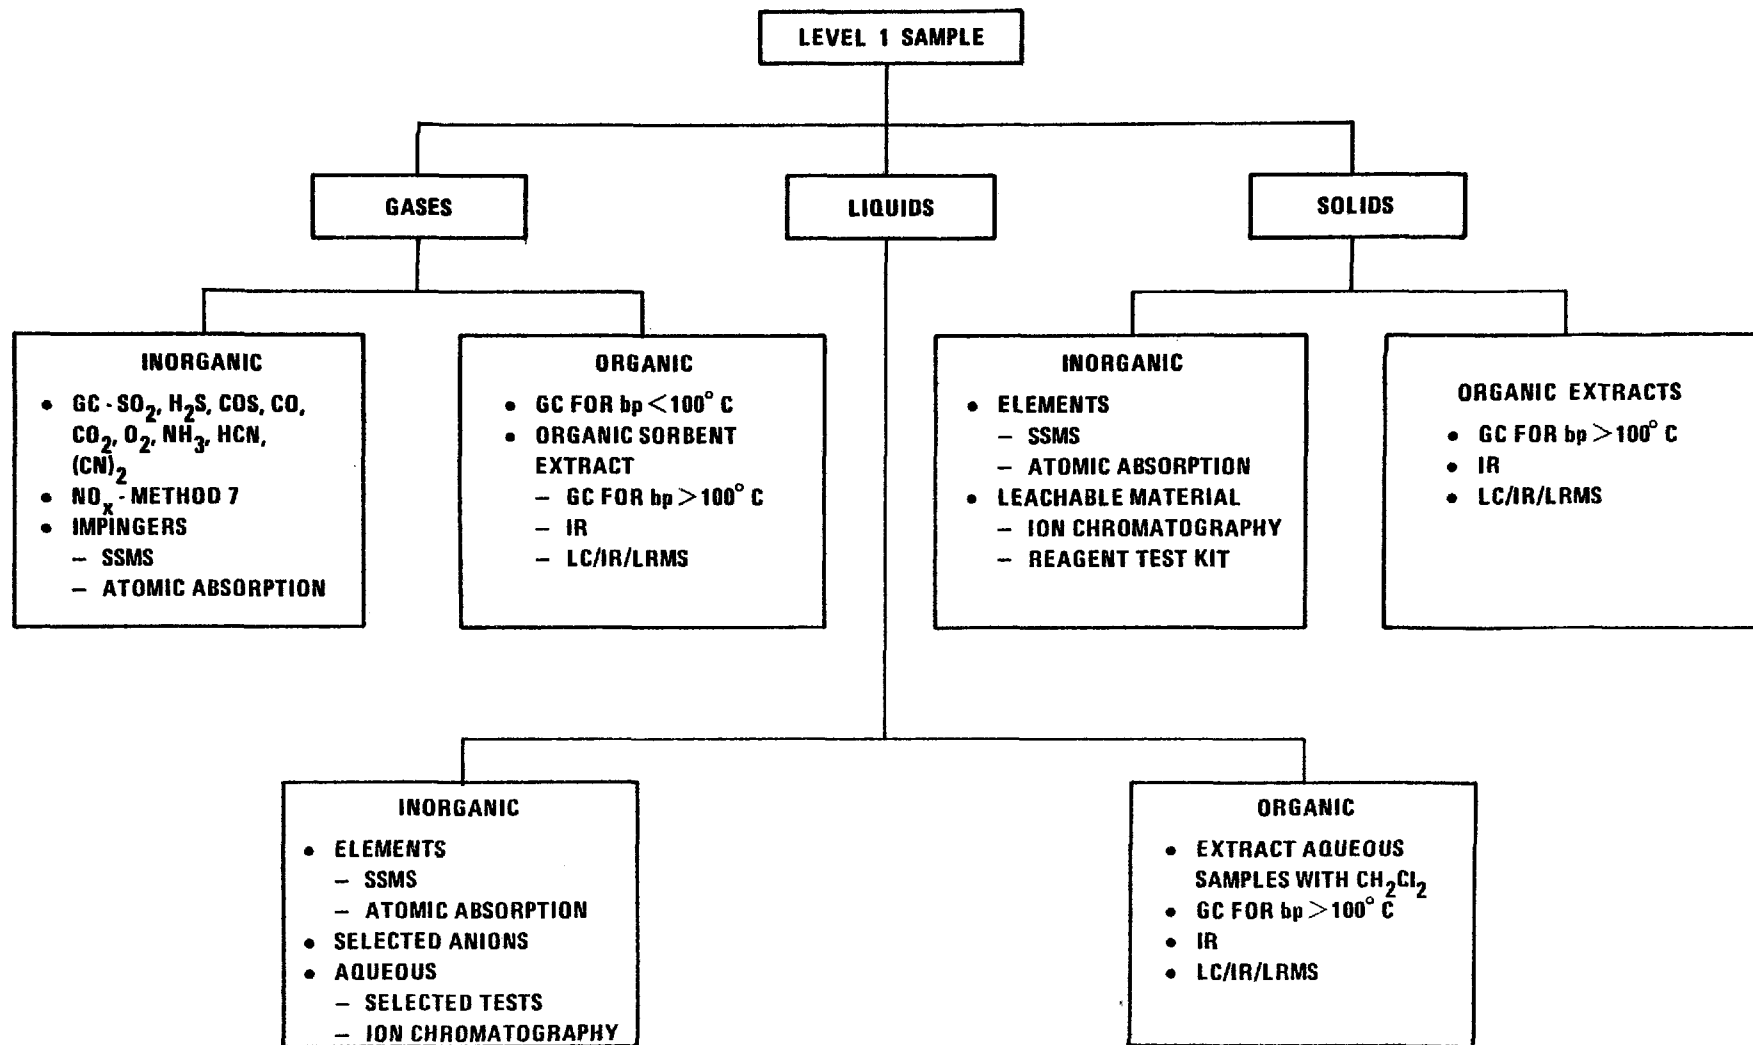 LEVEL 1 SAMPLE
GASES
LIQUIDS
SOLIDS
INORGANIC
• GC - SO₂, H₂S, COS, CO,
CO₂, O₂, NH₃, HCN,
(CN)₂
• NOₓ - METHOD 7
• IMPINGERS
– SSMS
– ATOMIC ABSORPTION
ORGANIC
• GC FOR bp <100° C
• ORGANIC SORBENT
EXTRACT
– GC FOR bp >100° C
– IR
– LC/IR/LRMS
INORGANIC
• ELEMENTS
– SSMS
– ATOMIC ABSORPTION
• LEACHABLE MATERIAL
– ION CHROMATOGRAPHY
– REAGENT TEST KIT
ORGANIC EXTRACTS
• GC FOR bp >100° C
• IR
• LC/IR/LRMS
INORGANIC
• ELEMENTS
– SSMS
– ATOMIC ABSORPTION
• SELECTED ANIONS
• AQUEOUS
– SELECTED TESTS
– ION CHROMATOGRAPHY
ORGANIC
• EXTRACT AQUEOUS
SAMPLES WITH CH₂Cl₂
• GC FOR bp >100° C
• IR
• LC/IR/LRMS